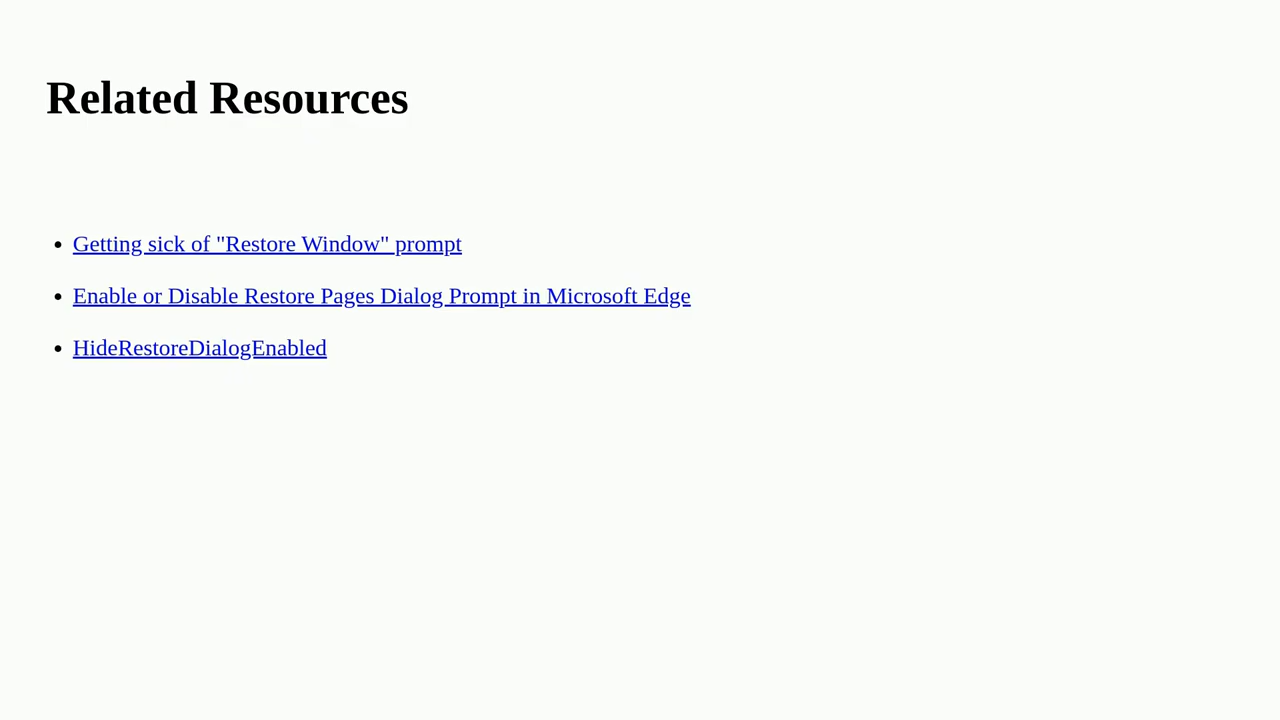 Related Resources
Getting sick of "Restore Window" prompt
Enable or Disable Restore Pages Dialog Prompt in Microsoft Edge
HideRestoreDialogEnabled